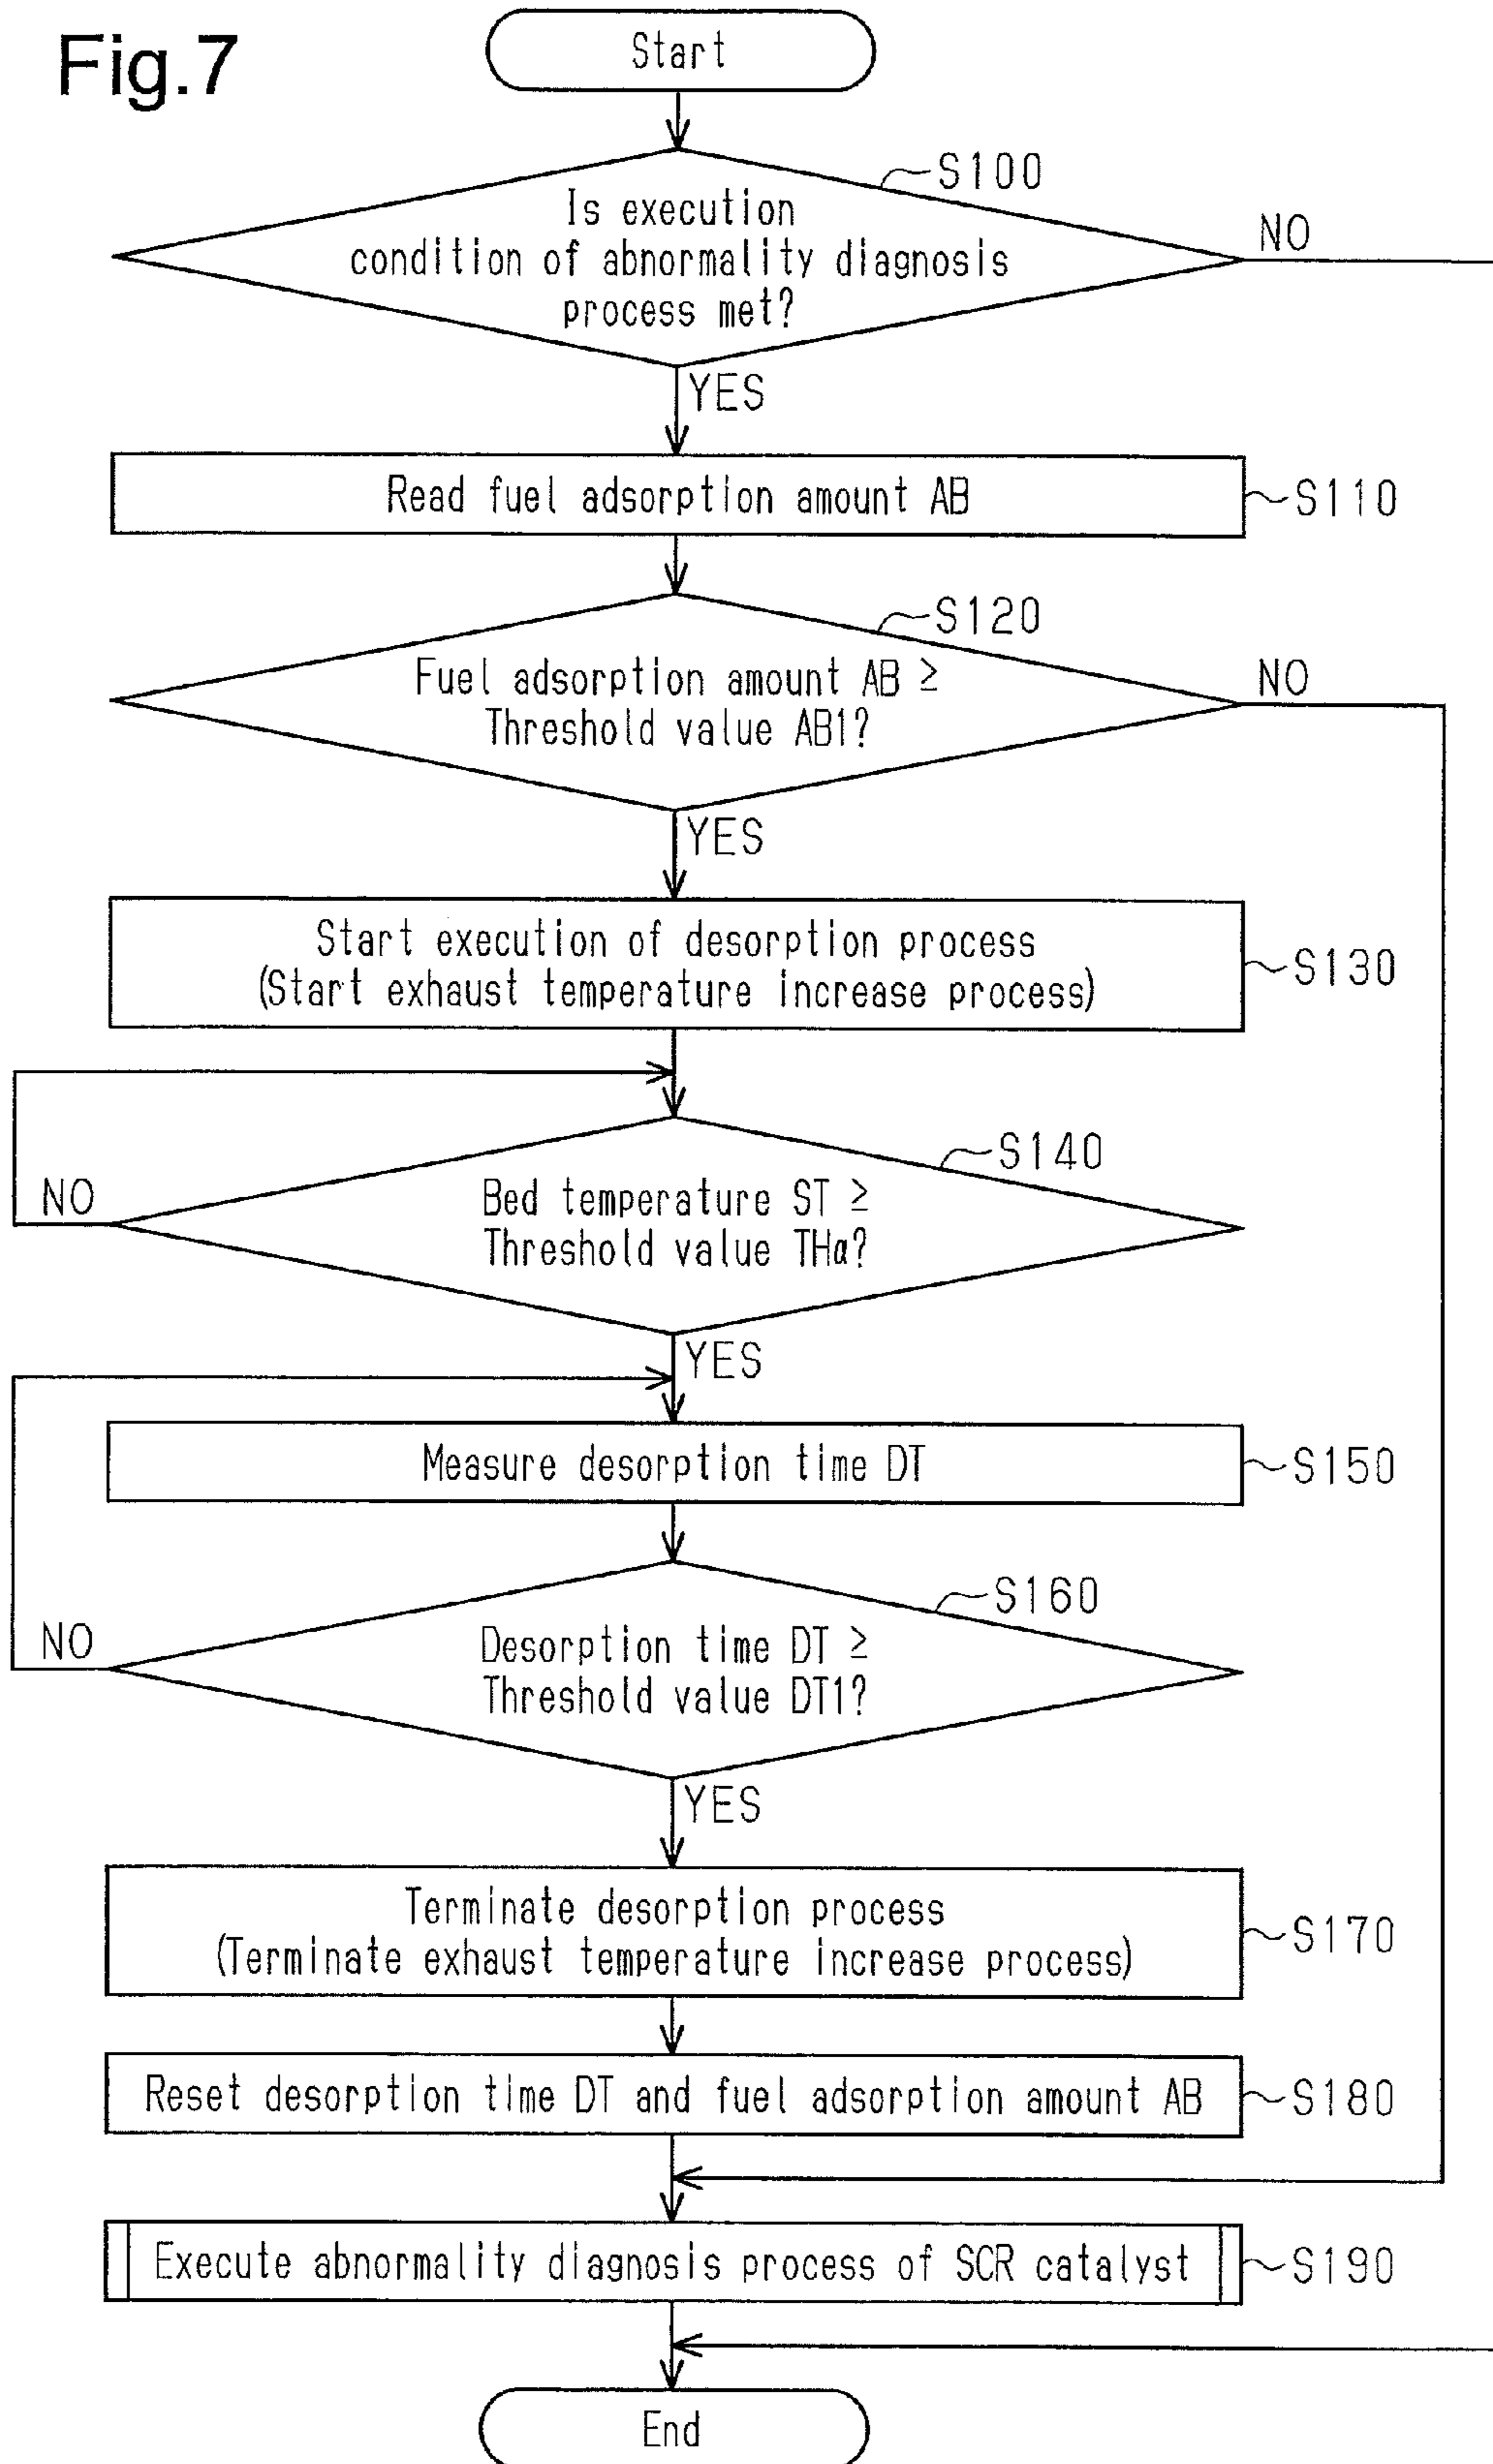 Fig.7
Start
S100
Is execution
condition of abnormality diagnosis
process met?
NO
YES
Read fuel adsorption amount AB
S110
S120
Fuel adsorption amount AB ≥
Threshold value AB1?
NO
YES
Start execution of desorption process
(Start exhaust temperature increase process)
S130
S140
Bed temperature ST ≥
Threshold value THα?
NO
YES
Measure desorption time DT
S150
S160
Desorption time DT ≥
Threshold value DT1?
NO
YES
Terminate desorption process
(Terminate exhaust temperature increase process)
S170
Reset desorption time DT and fuel adsorption amount AB
S180
Execute abnormality diagnosis process of SCR catalyst
S190
End